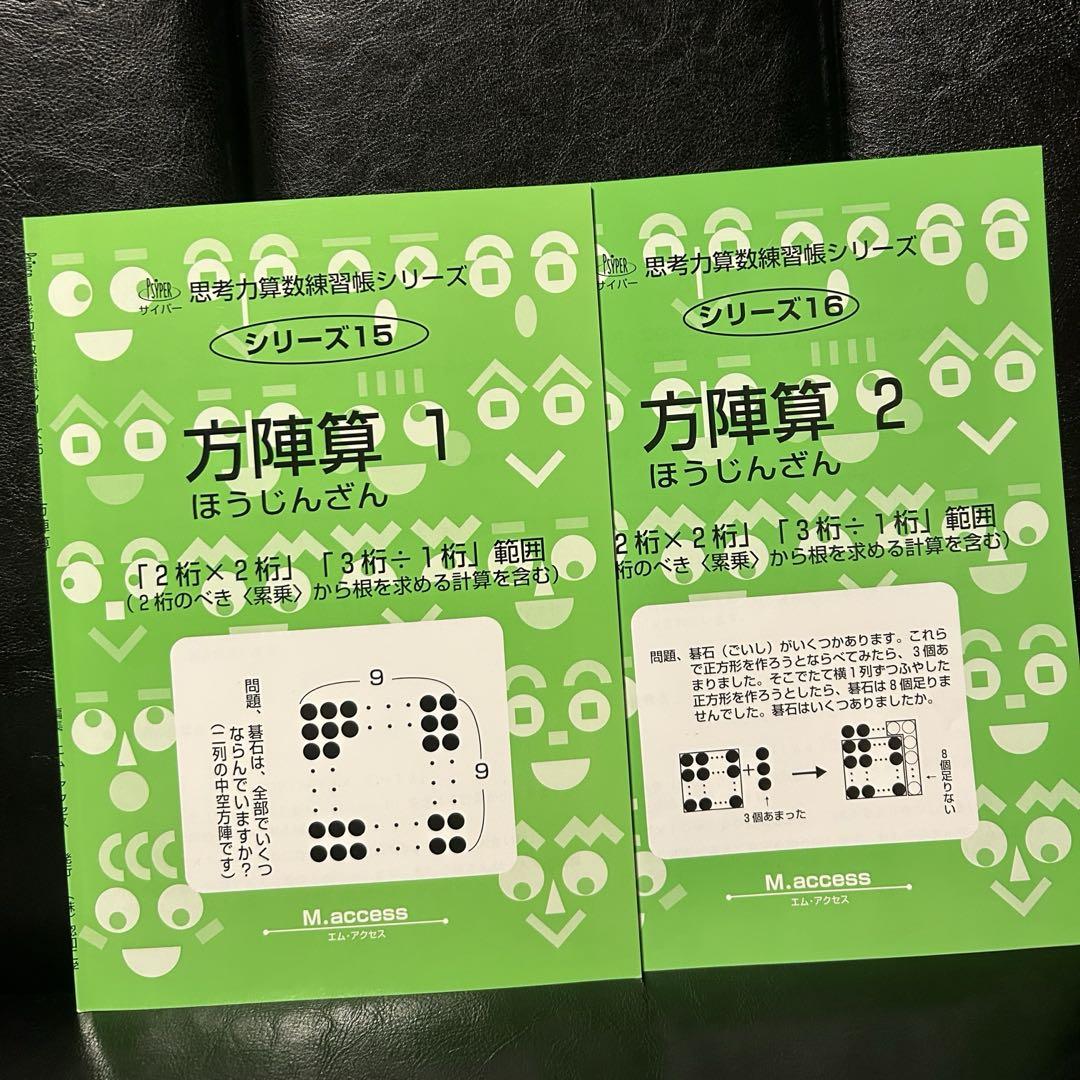 PSYPER
サイパー
思考力算数練習帳シリーズ
シリーズ15
方陣算 1
ほうじんざん
「2桁×2桁」「3桁÷1桁」範囲
(2桁のべき〈累乗〉から根を求める計算を含む)
問題、碁石は、全部でいくつ
ならんでいますか?
(二列の中空方陣です)
9
9
M.access
エム・アクセス
PSYPER
サイパー
思考力算数練習帳シリーズ
シリーズ16
方陣算 2
ほうじんざん
2桁×2桁」「3桁÷1桁」範囲
桁のべき〈累乗〉から根を求める計算を含む)
問題、碁石(ごいし)がいくつかあります。これら
で正方形を作ろうとならべてみたら、3個あ
まりました。そこでたて横1列ずつふやした
正方形を作ろうとしたら、碁石は8個足りま
せんでした。碁石はいくつありましたか。
+
3個あまった
8個足りない
M.access
エム・アクセス